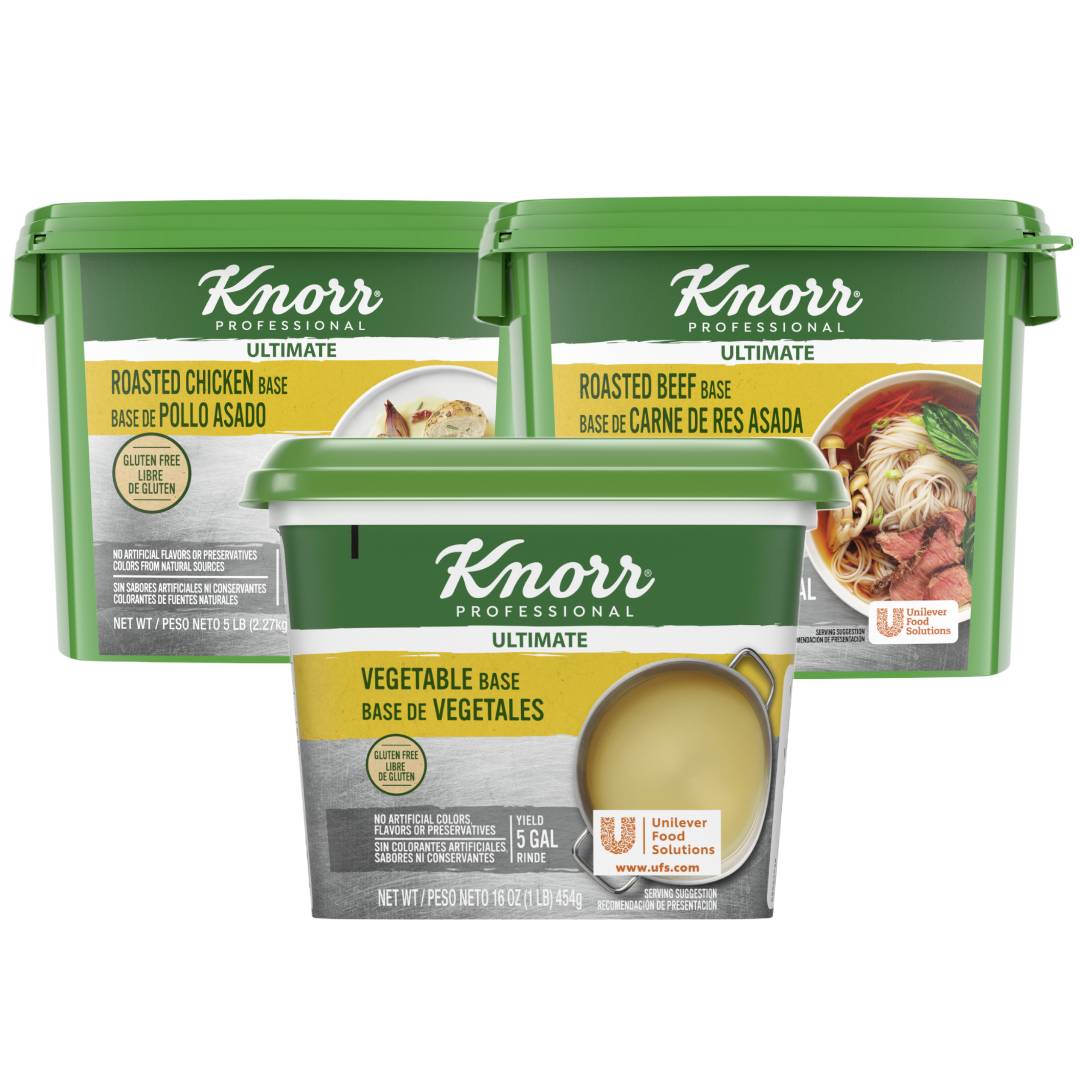 Knorr®
PROFESSIONAL
ULTIMATE
ROASTED CHICKEN BASE
BASE DE POLLO ASADO
GLUTEN FREE
LIBRE
DE GLUTEN
NO ARTIFICIAL FLAVORS OR PRESERVATIVES
COLORS FROM NATURAL SOURCES
SIN SABORES ARTIFICIALES NI CONSERVANTES
COLORANTES DE FUENTES NATURALES
NET WT / PESO NETO 5 LB (2.27kg
Knorr®
PROFESSIONAL
ULTIMATE
ROASTED BEEF BASE
BASE DE CARNE DE RES ASADA
AL
SERVING SUGGESTION
MENDACIÓN DE PRESENTACIÓN
Unilever
Food
Solutions
Knorr®
PROFESSIONAL
ULTIMATE
VEGETABLE BASE
BASE DE VEGETALES
GLUTEN FREE
LIBRE
DE GLUTEN
NO ARTIFICIAL COLORS,
FLAVORS OR PRESERVATIVES
SIN COLORANTES ARTIFICIALES,
SABORES NI CONSERVANTES
YIELD
5 GAL
RINDE
NET WT / PESO NETO 16 OZ (1 LB) 454g
Unilever
Food
Solutions
www.ufs.com
SERVING SUGGESTION
RECOMENDACIÓN DE PRESENTACIÓN